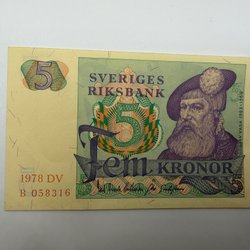 5
SVERIGES
RIKSBANK
5
Fem KRONOR
1978 DV
B 058316
5